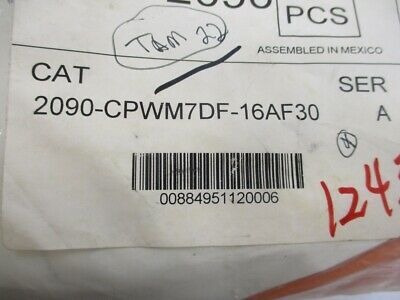 PCS
TAM 22
ASSEMBLED IN MEXICO
CAT
SER
2090-CPWM7DF-16AF30
A
00884951120006